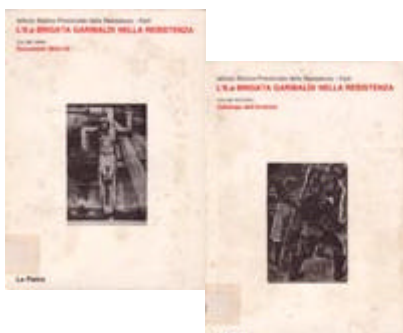 Istituto Storico Provinciale della Resistenza - Forlì
L'8.a BRIGATA GARIBALDI NELLA RESISTENZA
La Pietra
Istituto Storico Provinciale della Resistenza - Forlì
L'8.a BRIGATA GARIBALDI NELLA RESISTENZA